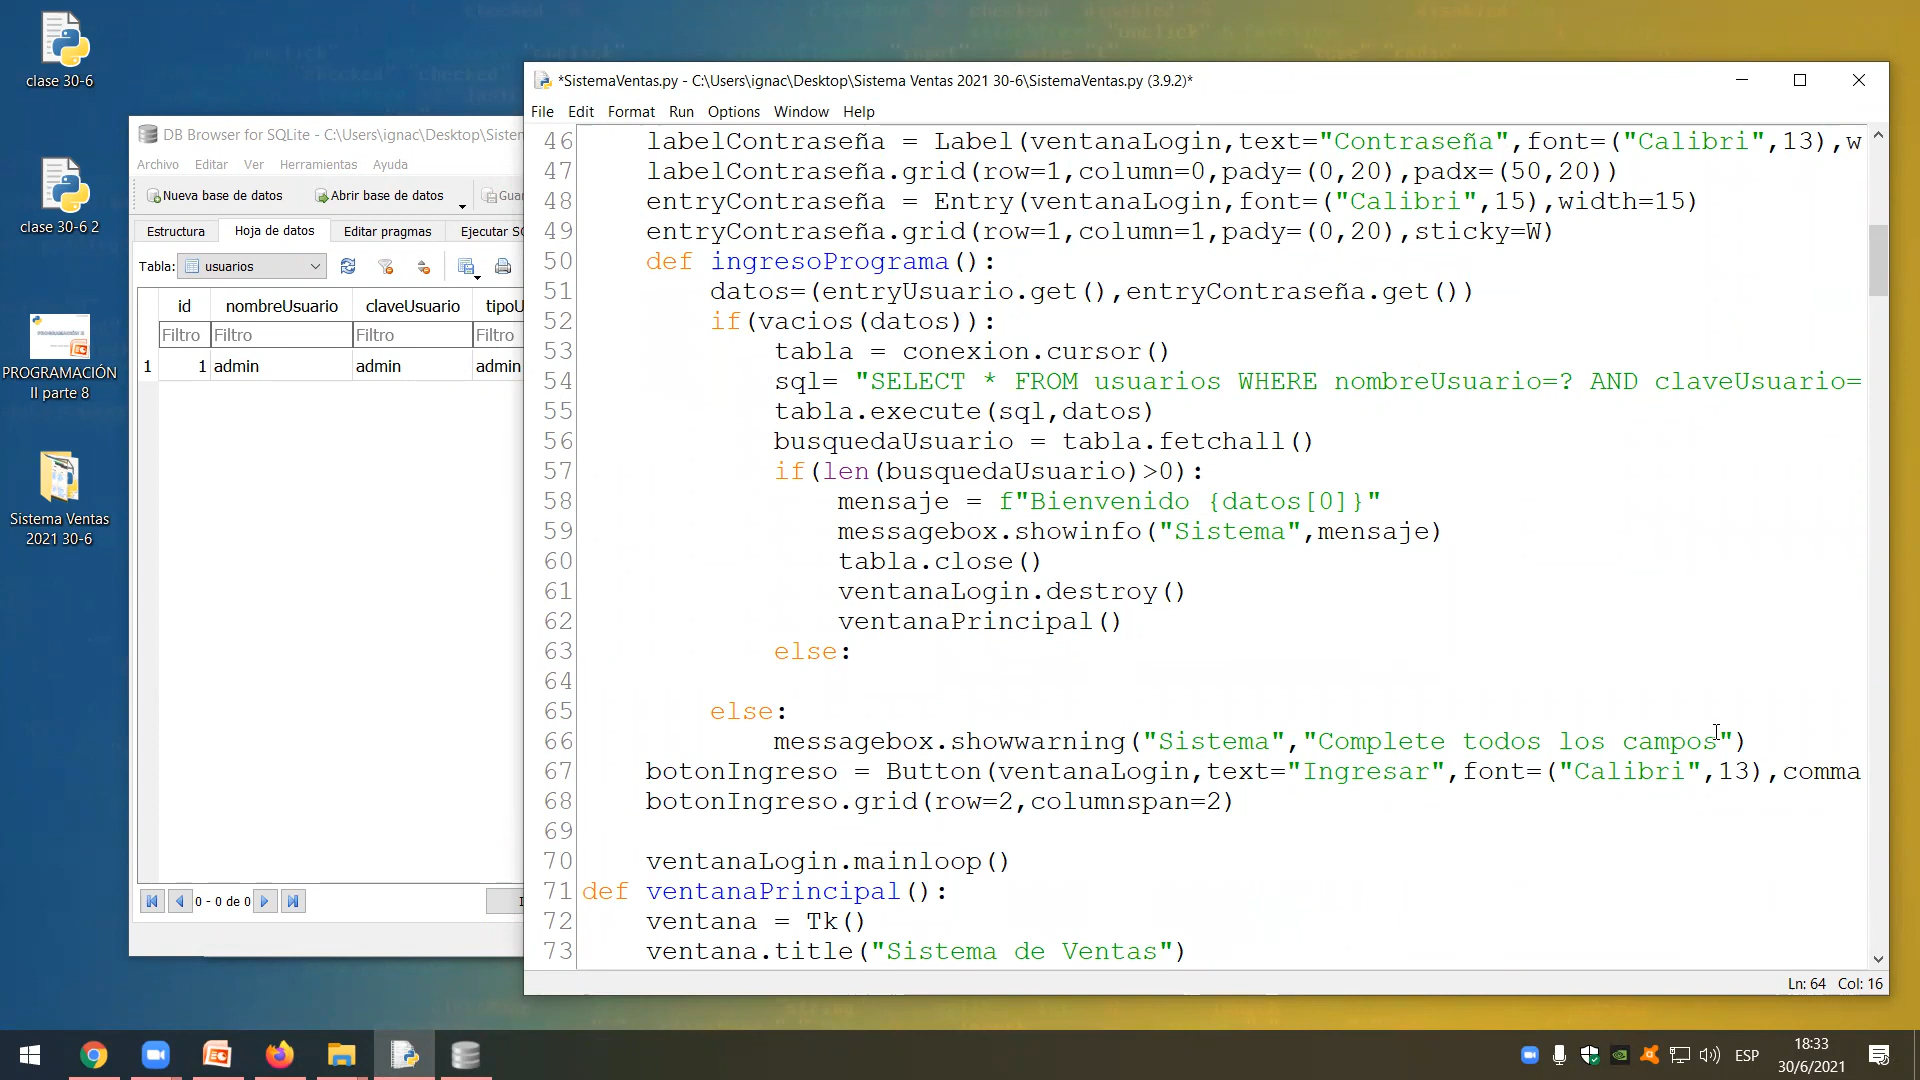 clase 30-6
clase 30-6 2
PROGRAMACIÓN
II parte 8
Sistema Ventas
2021 30-6
DB Browser for SQLite - C:\Users\ignac\Desktop\Sistem
Archivo Editar Ver Herramientas Ayuda
Nueva base de datos Abrir base de datos Guar
Estructura Hoja de datos Editar pragmas Ejecutar SQ
Tabla: usuarios
id nombreUsuario claveUsuario tipoU
Filtro Filtro Filtro Filtro
1 1 admin admin admin
0 - 0 de 0
*SistemaVentas.py - C:\Users\ignac\Desktop\Sistema Ventas 2021 30-6\SistemaVentas.py (3.9.2)*
File Edit Format Run Options Window Help
46 labelContraseña = Label(ventanaLogin,text="Contraseña",font=("Calibri",13),w
47 labelContraseña.grid(row=1,column=0,pady=(0,20),padx=(50,20))
48 entryContraseña = Entry(ventanaLogin,font=("Calibri",15),width=15)
49 entryContraseña.grid(row=1,column=1,pady=(0,20),sticky=W)
50 def ingresoPrograma():
51 datos=(entryUsuario.get(),entryContraseña.get())
52 if(vacios(datos)):
53 tabla = conexion.cursor()
54 sql= "SELECT * FROM usuarios WHERE nombreUsuario=? AND claveUsuario=
55 tabla.execute(sql,datos)
56 busquedaUsuario = tabla.fetchall()
57 if(len(busquedaUsuario)>0):
58 mensaje = f"Bienvenido {datos[0]}"
59 messagebox.showinfo("Sistema",mensaje)
60 tabla.close()
61 ventanaLogin.destroy()
62 ventanaPrincipal()
63 else:
64
65 else:
66 messagebox.showwarning("Sistema","Complete todos los campos")
67 botonIngreso = Button(ventanaLogin,text="Ingresar",font=("Calibri",13),comma
68 botonIngreso.grid(row=2,columnspan=2)
69
70 ventanaLogin.mainloop()
71 def ventanaPrincipal():
72 ventana = Tk()
73 ventana.title("Sistema de Ventas")
Ln: 64 Col: 16
ESP
18:33
30/6/2021